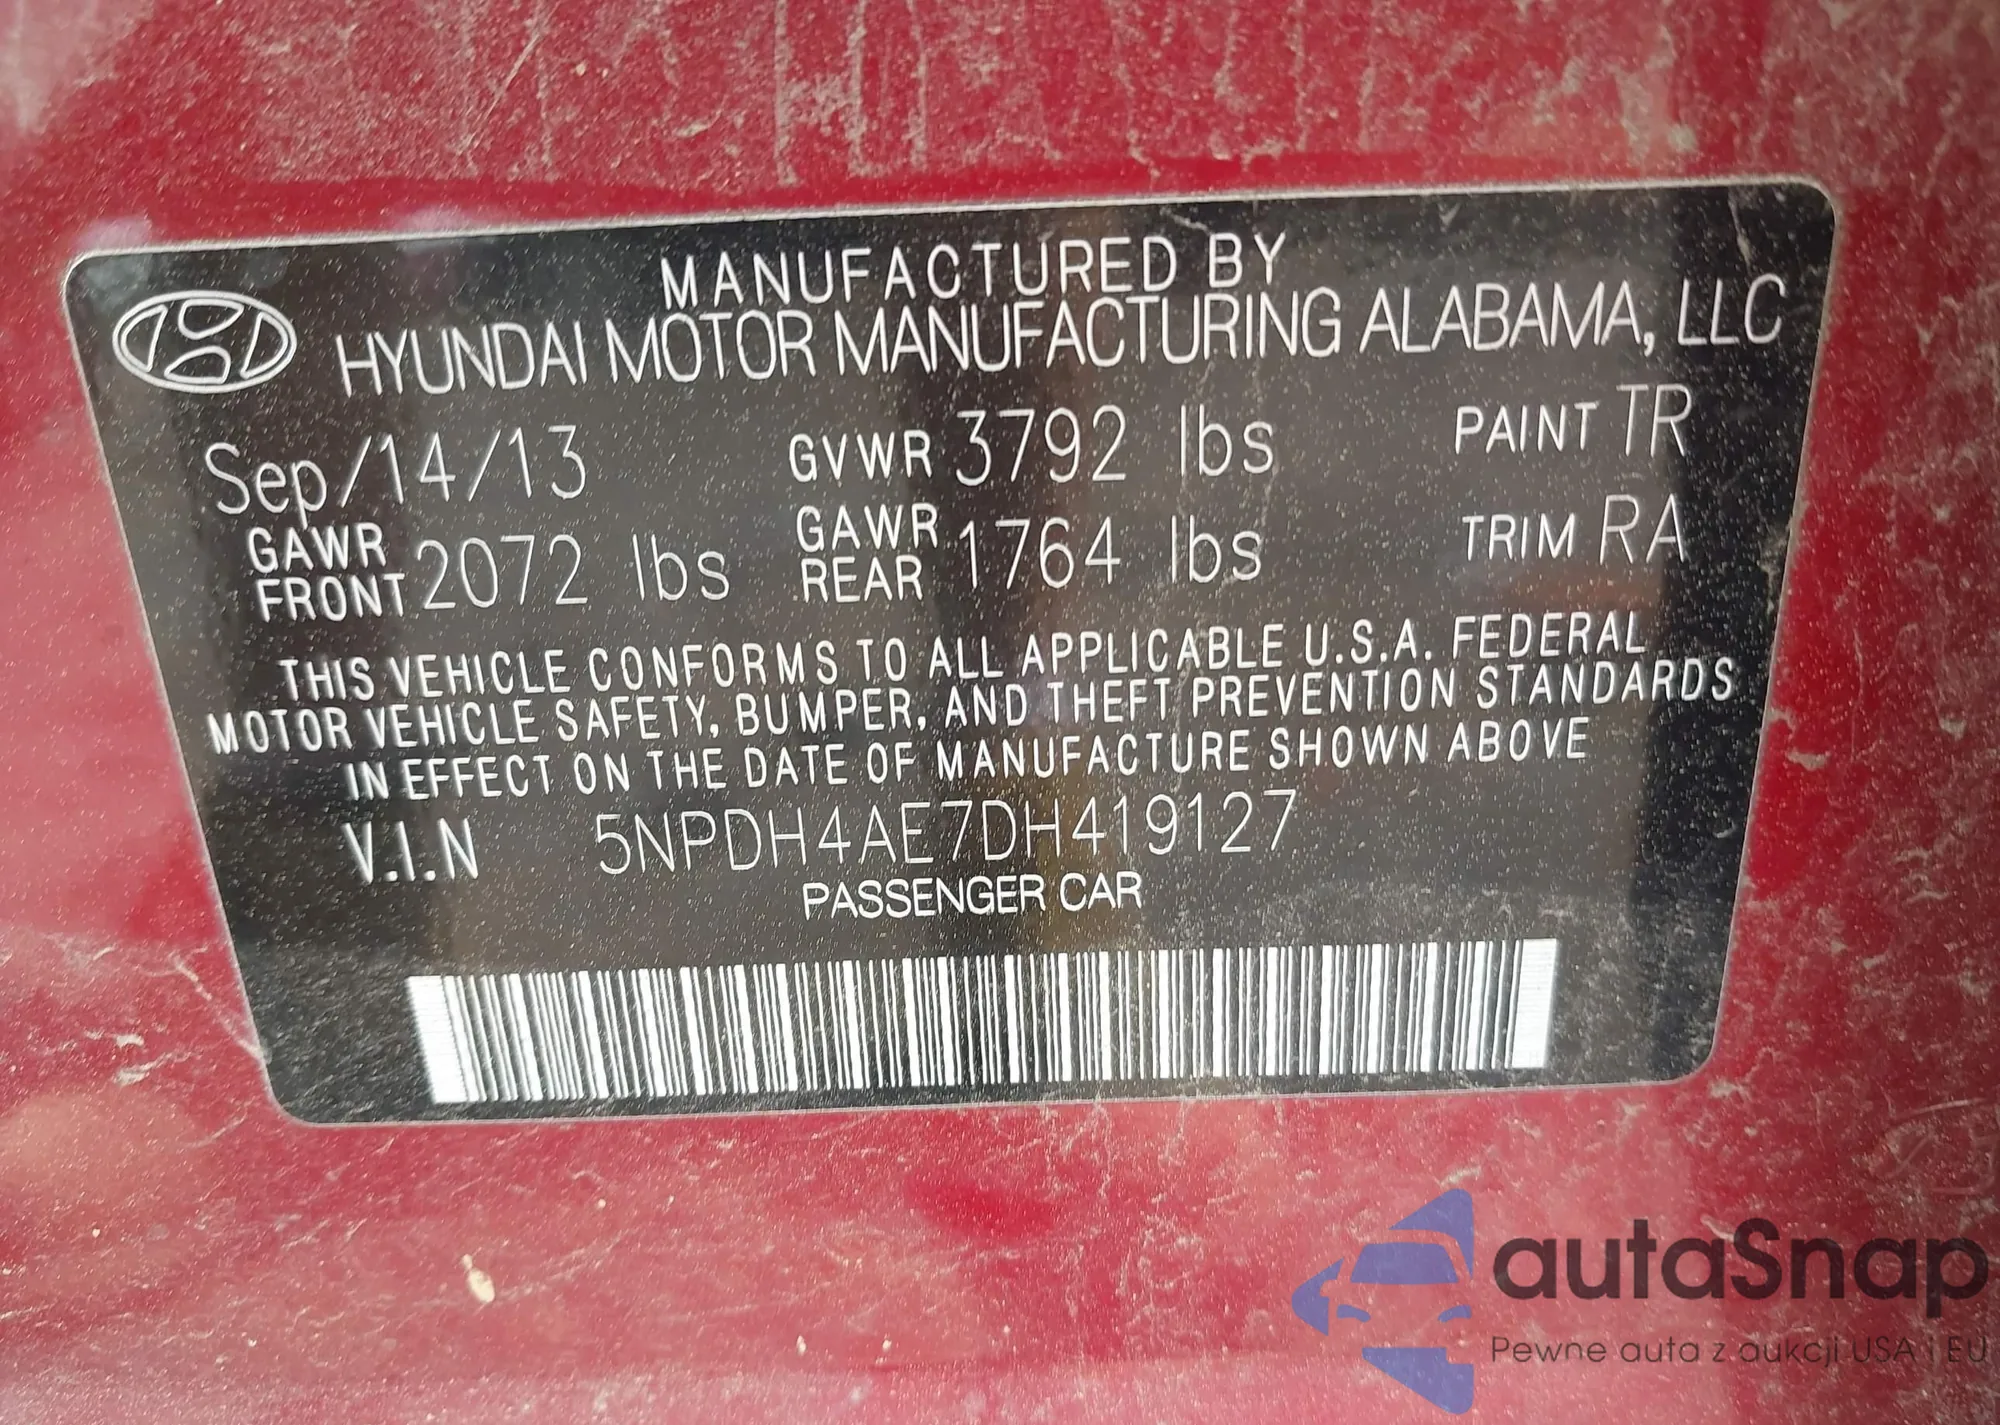 MANUFACTURED BY
HYUNDAI MOTOR MANUFACTURING ALABAMA, LLC
Sep/14/13 GVWR 3792 lbs PAINT TR
GAWR FRONT 2072 lbs GAWR REAR 1764 lbs TRIM RA
THIS VEHICLE CONFORMS TO ALL APPLICABLE U.S.A. FEDERAL
MOTOR VEHICLE SAFETY, BUMPER, AND THEFT PREVENTION STANDARDS
IN EFFECT ON THE DATE OF MANUFACTURE SHOWN ABOVE
V.I.N 5NPDH4AE7DH419127
PASSENGER CAR
autaSnap
Pewne auta z aukcji USA i EU